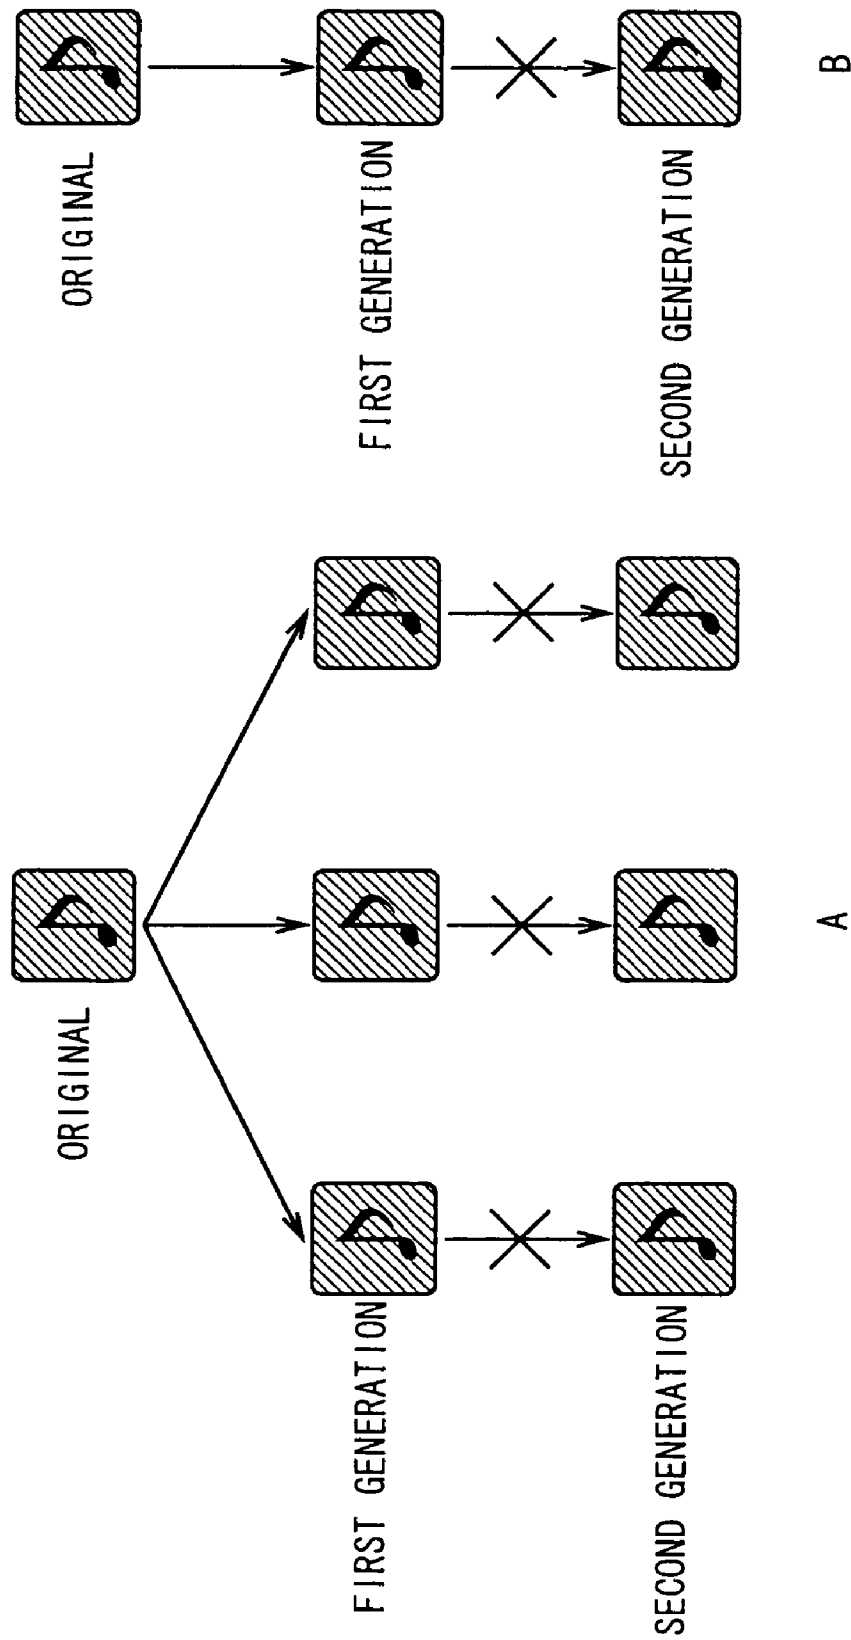 ORIGINAL
FIRST GENERATION
SECOND GENERATION
A
ORIGINAL
FIRST GENERATION
SECOND GENERATION
B